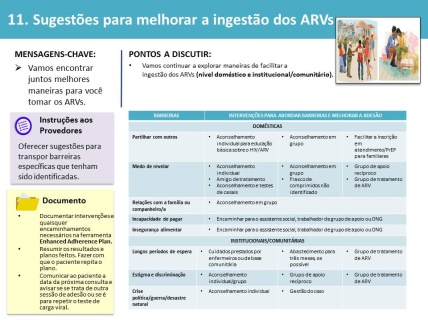 11. Sugestões para melhorar a ingestão dos ARVs
MENSAGENS-CHAVE:
Vamos encontrar
juntos melhores
maneiras para você
tomar os ARVs.
Instruções aos
Provedores
Oferecer sugestões para
transpor barreiras
específicas que tenham
sido identificadas.
Documento
Documentar intervenções e
quaisquer
encaminhamentos
necessários na ferramenta
Enhanced Adherence Plan.
Resumir os resultados e
planos feitos. Fazer com
que o paciente repita o
plano.
Comunicar ao paciente a
data da próxima consulta e
avisar se se trata de outra
sessão de adesão ou se é
para repetir o teste de
carga viral.
PONTOS A DISCUTIR:
Vamos continuar a explorar maneiras de facilitar a
ingestão dos ARVs (nível doméstico e institucional/comunitário).
BARREIRAS INTERVENÇÕES PARA ABORDAR BARREIRAS E MELHORAR A ADESÃO
DOMÉSTICAS
Partilhar com outros
Aconselhamento
individual para educação
básica sobre o HIV/ARV
Aconselhamento em
grupo
Facilitar a inscrição
em
atendimento/PrEP
para familiares
Medo de revelar
Aconselhamento
individual
Amigo de tratamento
Aconselhamento e testes
de casais
Aconselhamento em
grupo
Frasco de
comprimidos não
identificado
Grupo de apoio
recíproco
Grupo de tratamento
de ARV
Relações com a família ou
companheiro/a
Aconselhamento em grupo
Incapacidade de pagar
Encaminhar para o assistente social, trabalhador de grupo de apoio ou ONG
Insegurança alimentar
Encaminhar para o assistente social, trabalhador de grupo de apoio ou ONG
INSTITUCIONAIS/COMUNITÁRIAS
Longos períodos de espera
Cuidados prestados por
enfermeiros ou de base
comunitária
Abastecimento para
três meses, se
possível
Grupo de tratamento
de ARV
Estigma e discriminação
Aconselhamento
individual/grupo
Grupo de apoio
recíproco
Grupo de tratamento
de ARV
Crise
política/guerra/desastre
natural
Aconselhamento individual
Gestão do caso